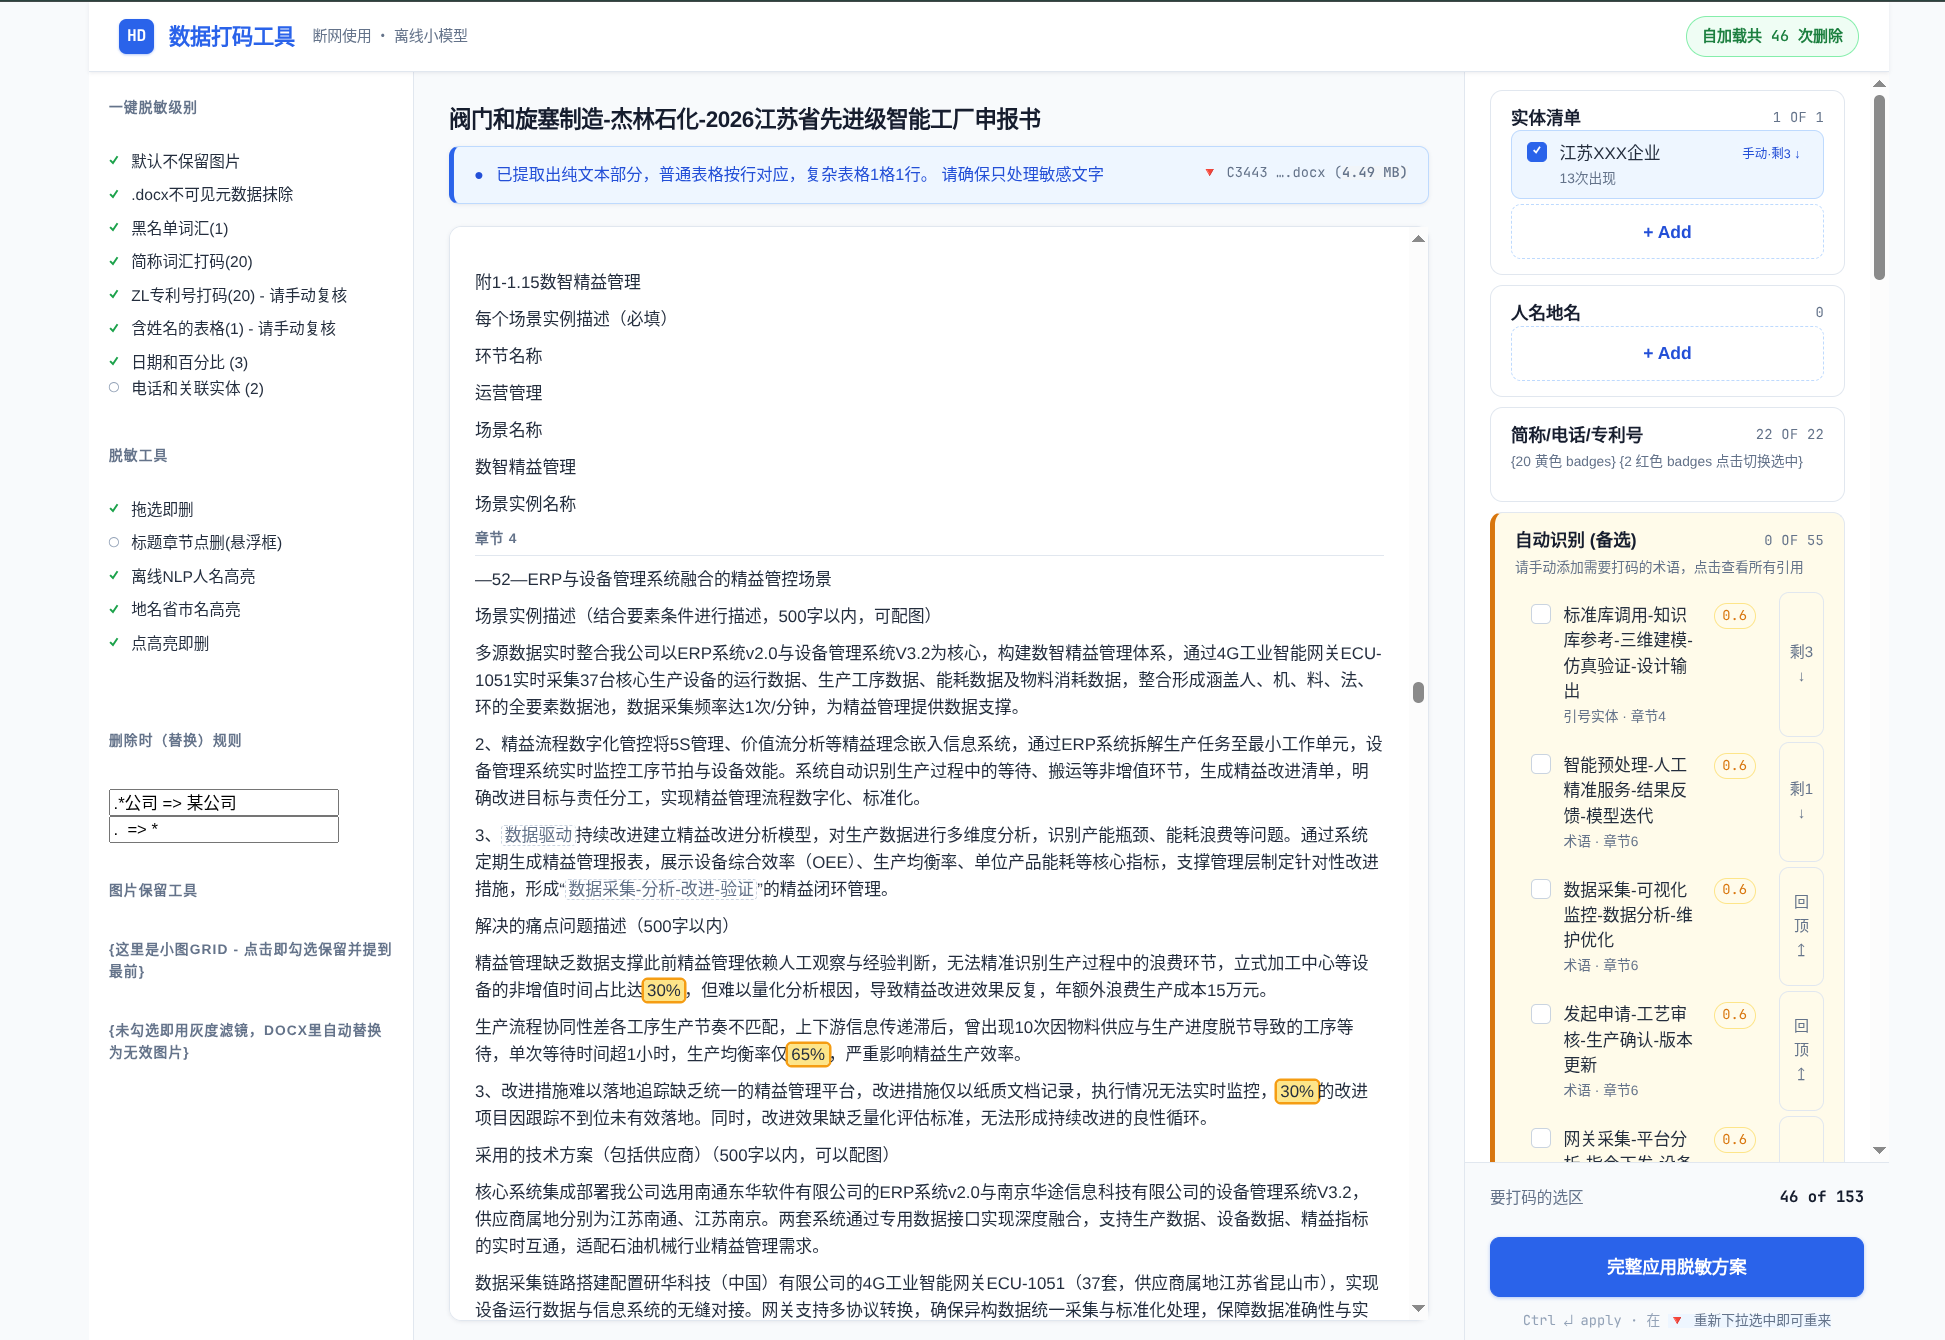 HD 数据打码工具 断网使用 • 离线小模型
自加载共 46 次删除
一键脱敏级别
默认不保留图片
.docx不可见元数据抹除
黑名单词汇(1)
简称词汇打码(20)
ZL专利号打码(20) - 请手动复核
含姓名的表格(1) - 请手动复核
日期和百分比 (3)
电话和关联实体 (2)
脱敏工具
拖选即删
标题章节点删(悬浮框)
离线NLP人名高亮
地名省市名高亮
点高亮即删
删除时（替换）规则
.*公司 => 某公司
. => *
图片保留工具
{这里是小图GRID - 点击即勾选保留并提到
最前}
{未勾选即用灰度滤镜，DOCX里自动替换
为无效图片}
阀门和旋塞制造-杰林石化-2026江苏省先进级智能工厂申报书
• 已提取出纯文本部分，普通表格按行对应，复杂表格1格1行。 请确保只处理敏感文字
🔻 C3443 ….docx (4.49 MB)
附1-1.15数智精益管理
每个场景实例描述（必填）
环节名称
运营管理
场景名称
数智精益管理
场景实例名称
章节 4
—52—ERP与设备管理系统融合的精益管控场景
场景实例描述（结合要素条件进行描述，500字以内，可配图）
多源数据实时整合我公司以ERP系统v2.0与设备管理系统V3.2为核心，构建数智精益管理体系，通过4G工业智能网关ECU-
1051实时采集37台核心生产设备的运行数据、生产工序数据、能耗数据及物料消耗数据，整合形成涵盖人、机、料、法、
环的全要素数据池，数据采集频率达1次/分钟，为精益管理提供数据支撑。
2、精益流程数字化管控将5S管理、价值流分析等精益理念嵌入信息系统，通过ERP系统拆解生产任务至最小工作单元，设
备管理系统实时监控工序节拍与设备效能。系统自动识别生产过程中的等待、搬运等非增值环节，生成精益改进清单，明
确改进目标与责任分工，实现精益管理流程数字化、标准化。
3、数据驱动持续改进建立精益改进分析模型，对生产数据进行多维度分析，识别产能瓶颈、能耗浪费等问题。通过系统
定期生成精益管理报表，展示设备综合效率（OEE）、生产均衡率、单位产品能耗等核心指标，支撑管理层制定针对性改进
措施，形成“数据采集-分析-改进-验证”的精益闭环管理。
解决的痛点问题描述（500字以内）
精益管理缺乏数据支撑此前精益管理依赖人工观察与经验判断，无法精准识别生产过程中的浪费环节，立式加工中心等设
备的非增值时间占比达30%，但难以量化分析根因，导致精益改进效果反复，年额外浪费生产成本15万元。
生产流程协同性差各工序生产节奏不匹配，上下游信息传递滞后，曾出现10次因物料供应与生产进度脱节导致的工序等
待，单次等待时间超1小时，生产均衡率仅65%，严重影响精益生产效率。
3、改进措施难以落地追踪缺乏统一的精益管理平台，改进措施仅以纸质文档记录，执行情况无法实时监控，30%的改进
项目因跟踪不到位未有效落地。同时，改进效果缺乏量化评估标准，无法形成持续改进的良性循环。
采用的技术方案（包括供应商）（500字以内，可以配图）
核心系统集成部署我公司选用南通东华软件有限公司的ERP系统v2.0与南京华途信息科技有限公司的设备管理系统V3.2，
供应商属地分别为江苏南通、江苏南京。两套系统通过专用数据接口实现深度融合，支持生产数据、设备数据、精益指标
的实时互通，适配石油机械行业精益管理需求。
数据采集链路搭建配置研华科技（中国）有限公司的4G工业智能网关ECU-1051（37套，供应商属地江苏省昆山市），实现
设备运行数据与信息系统的无缝对接。网关支持多协议转换，确保异构数据统一采集与标准化处理，保障数据准确性与实
实体清单 1 OF 1
江苏XXX企业 手动·剩3 ↓
13次出现
+ Add
人名地名 0
+ Add
简称/电话/专利号 22 OF 22
{20 黄色 badges} {2 红色 badges 点击切换选中}
自动识别 (备选) 0 OF 55
请手动添加需要打码的术语，点击查看所有引用
标准库调用-知识
库参考-三维建模-
仿真验证-设计输
出
引号实体 · 章节4
0.6
剩3
↓
智能预处理-人工
精准服务-结果反
馈-模型迭代
术语 · 章节6
0.6
剩1
↓
数据采集-可视化
监控-数据分析-维
护优化
术语 · 章节6
0.6
回
顶
↥
发起申请-工艺审
核-生产确认-版本
更新
术语 · 章节6
0.6
回
顶
↥
网关采集-平台分
析-指令下发-设备
0.6
要打码的选区 46 of 153
完整应用脱敏方案
Ctrl ↵ apply · 在 🔻 重新下拉选中即可重来